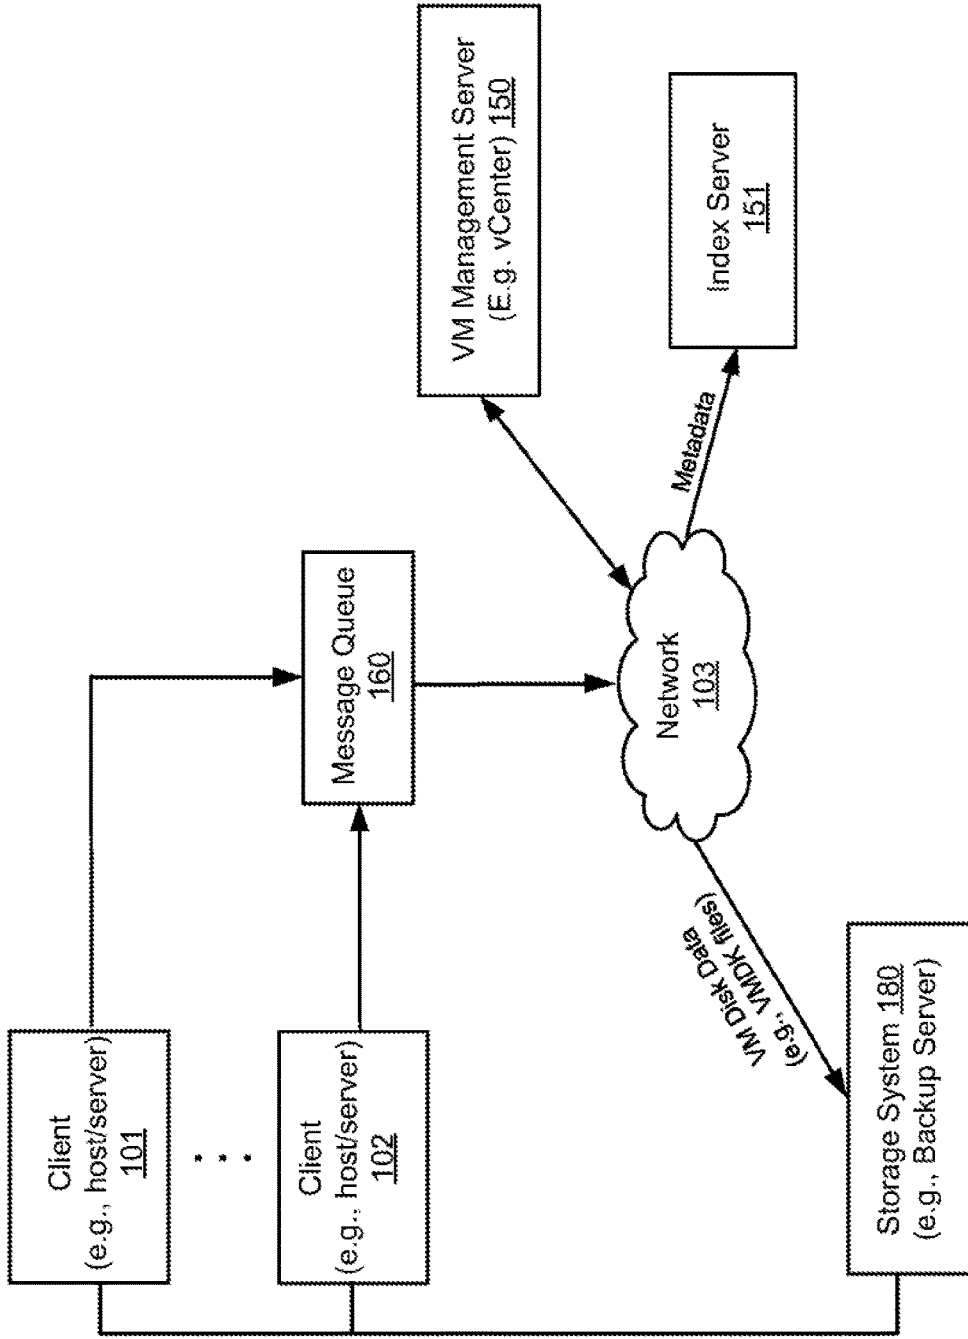 Client
(e.g., host/server)
101
Client
(e.g., host/server)
102
Message Queue
160
VM Management Server
(E.g. vCenter) 150
Network
103
Metadata
Index Server
151
VM Disk Data
(e.g., VMDK files)
Storage System 180
(e.g., Backup Server)